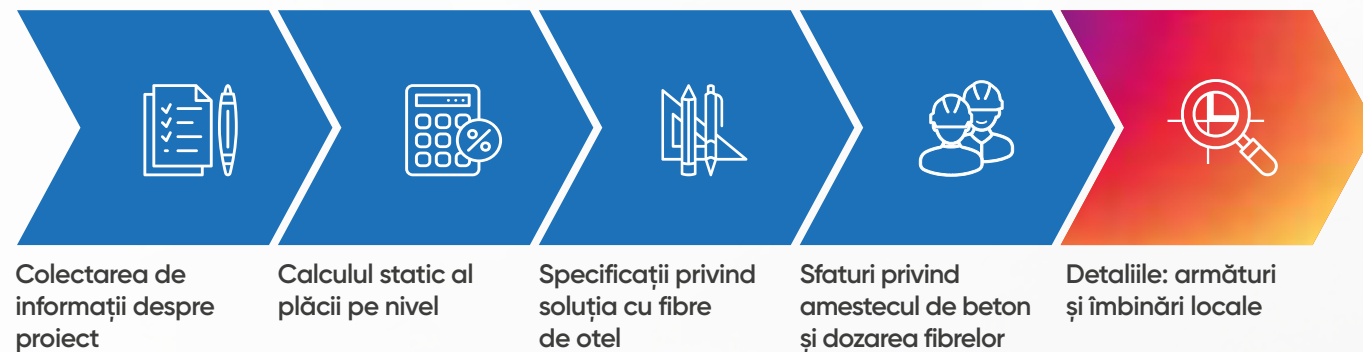 Colectarea de
informații despre
proiect
Calculul static al
plăcii pe nivel
Specificații privind
soluția cu fibre
de otel
Sfaturi privind
amestecul de beton
și dozarea fibrelor
Detaliile: armături
și îmbinări locale